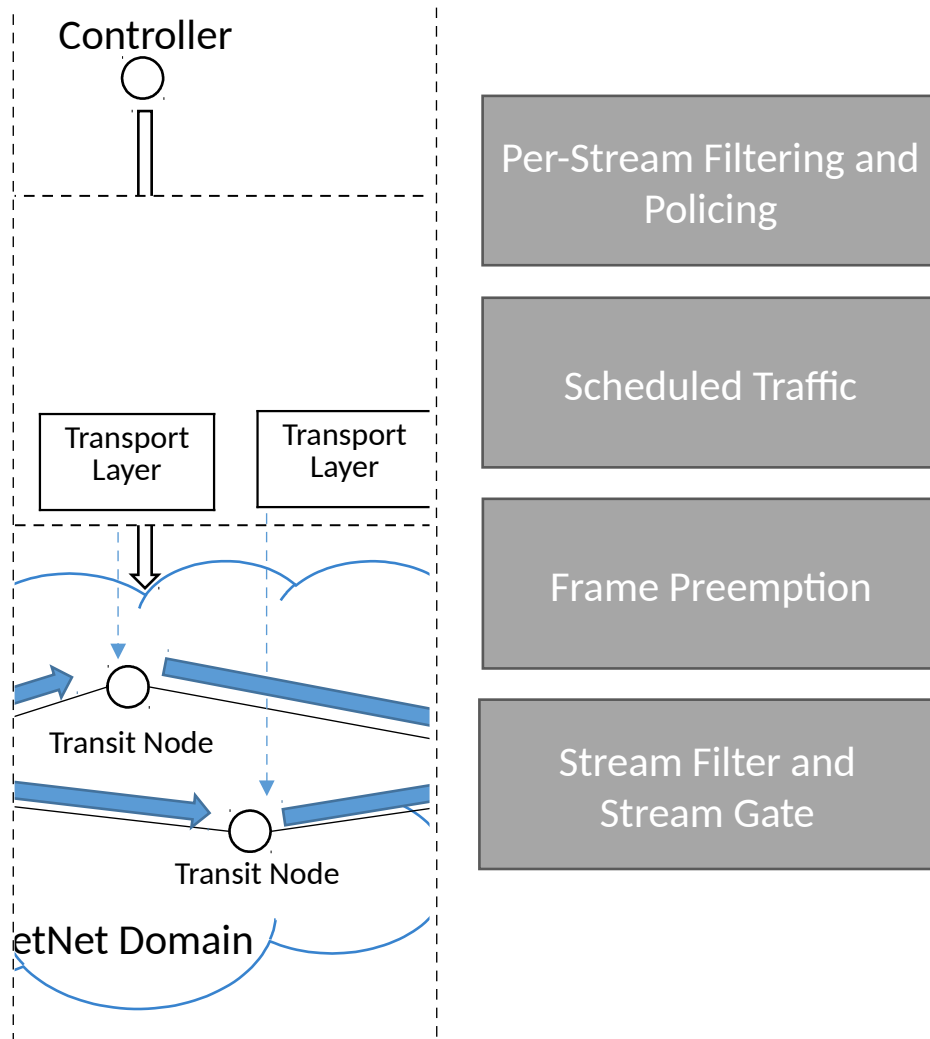 Controller
Per-Stream Filtering and
Policing
Scheduled Traffic
Transport
Layer
Transport
Layer
Frame Preemption
Transit Node
Stream Filter and
Stream Gate
Transit Node
etNet Domain